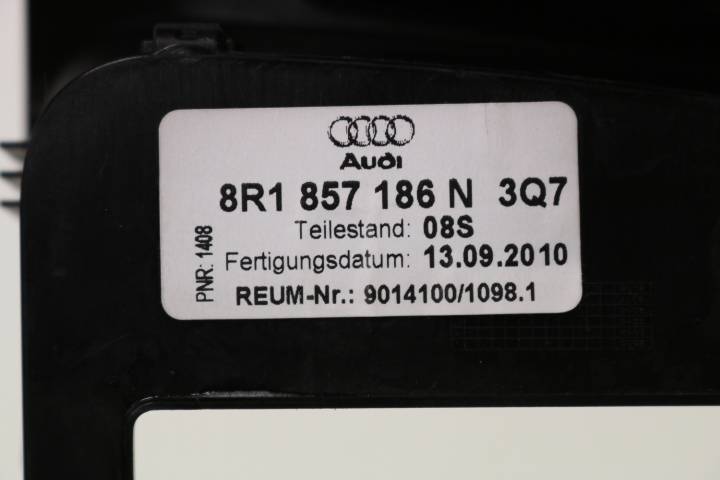 Audi
8R1 857 186 N 3Q7
Teilestand: 08S
Fertigungsdatum: 13.09.2010
REUM-Nr.: 9014100/1098.1
PNR: 1408